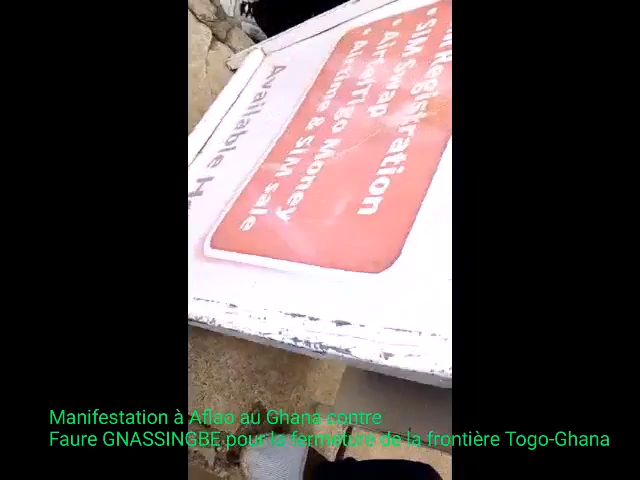 Registration
• SIM Swap
• AirtelTigo Money
• Airtime & SIM sale
Available
Manifestation à Aflao au Ghana contre
Faure GNASSINGBE pour la fermeture de la frontière Togo-Ghana